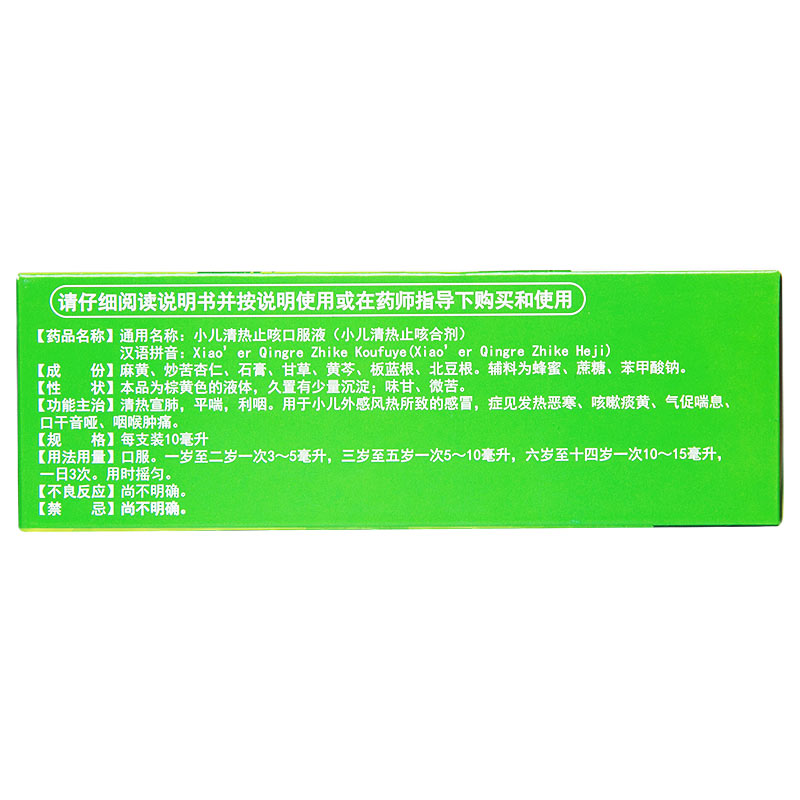 请仔细阅读说明书并按说明使用或在药师指导下购买和使用
【药品名称】通用名称：小儿清热止咳口服液（小儿清热止咳合剂）
汉语拼音：Xiao'er Qingre Zhike Koufuye(Xiao'er Qingre Zhike Heji)
【成 份】麻黄、炒苦杏仁、石膏、甘草、黄芩、板蓝根、北豆根。辅料为蜂蜜、蔗糖、苯甲酸钠。
【性 状】本品为棕黄色的液体，久置有少量沉淀；味甘、微苦。
【功能主治】清热宣肺，平喘，利咽。用于小儿外感风热所致的感冒，症见发热恶寒、咳嗽痰黄、气促喘息、
口干音哑、咽喉肿痛。
【规 格】每支装10毫升
【用法用量】口服。一岁至二岁一次3～5毫升，三岁至五岁一次5～10毫升，六岁至十四岁一次10～15毫升，
一日3次。用时摇匀。
【不良反应】尚不明确。
【禁 忌】尚不明确。